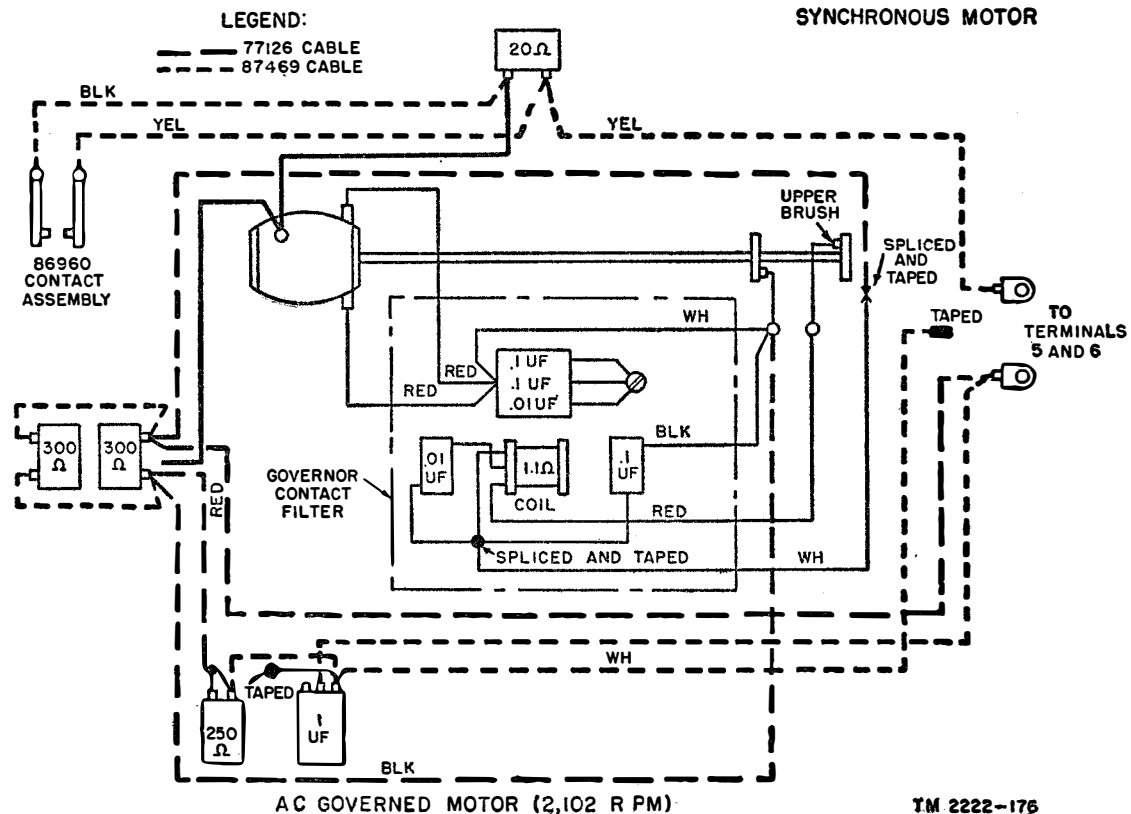 SYNCHRONOUS MOTOR
LEGEND:
77126 CABLE
87469 CABLE
20Ω
BLK
YEL
YEL
UPPER
BRUSH
SPLICED
AND
TAPED
86960
CONTACT
ASSEMBLY
TAPED
TO
TERMINALS
5 AND 6
WH
RED
.1 UF
.1 UF
.01 UF
RED
BLK
300
Ω
300
Ω
.01
UF
1.1Ω
.1
UF
GOVERNOR
CONTACT
FILTER
COIL
RED
RED
SPLICED AND TAPED
WH
WH
TAPED
250
Ω
1
UF
BLK
AC GOVERNED MOTOR (2,102 RPM)
TM 2222-176